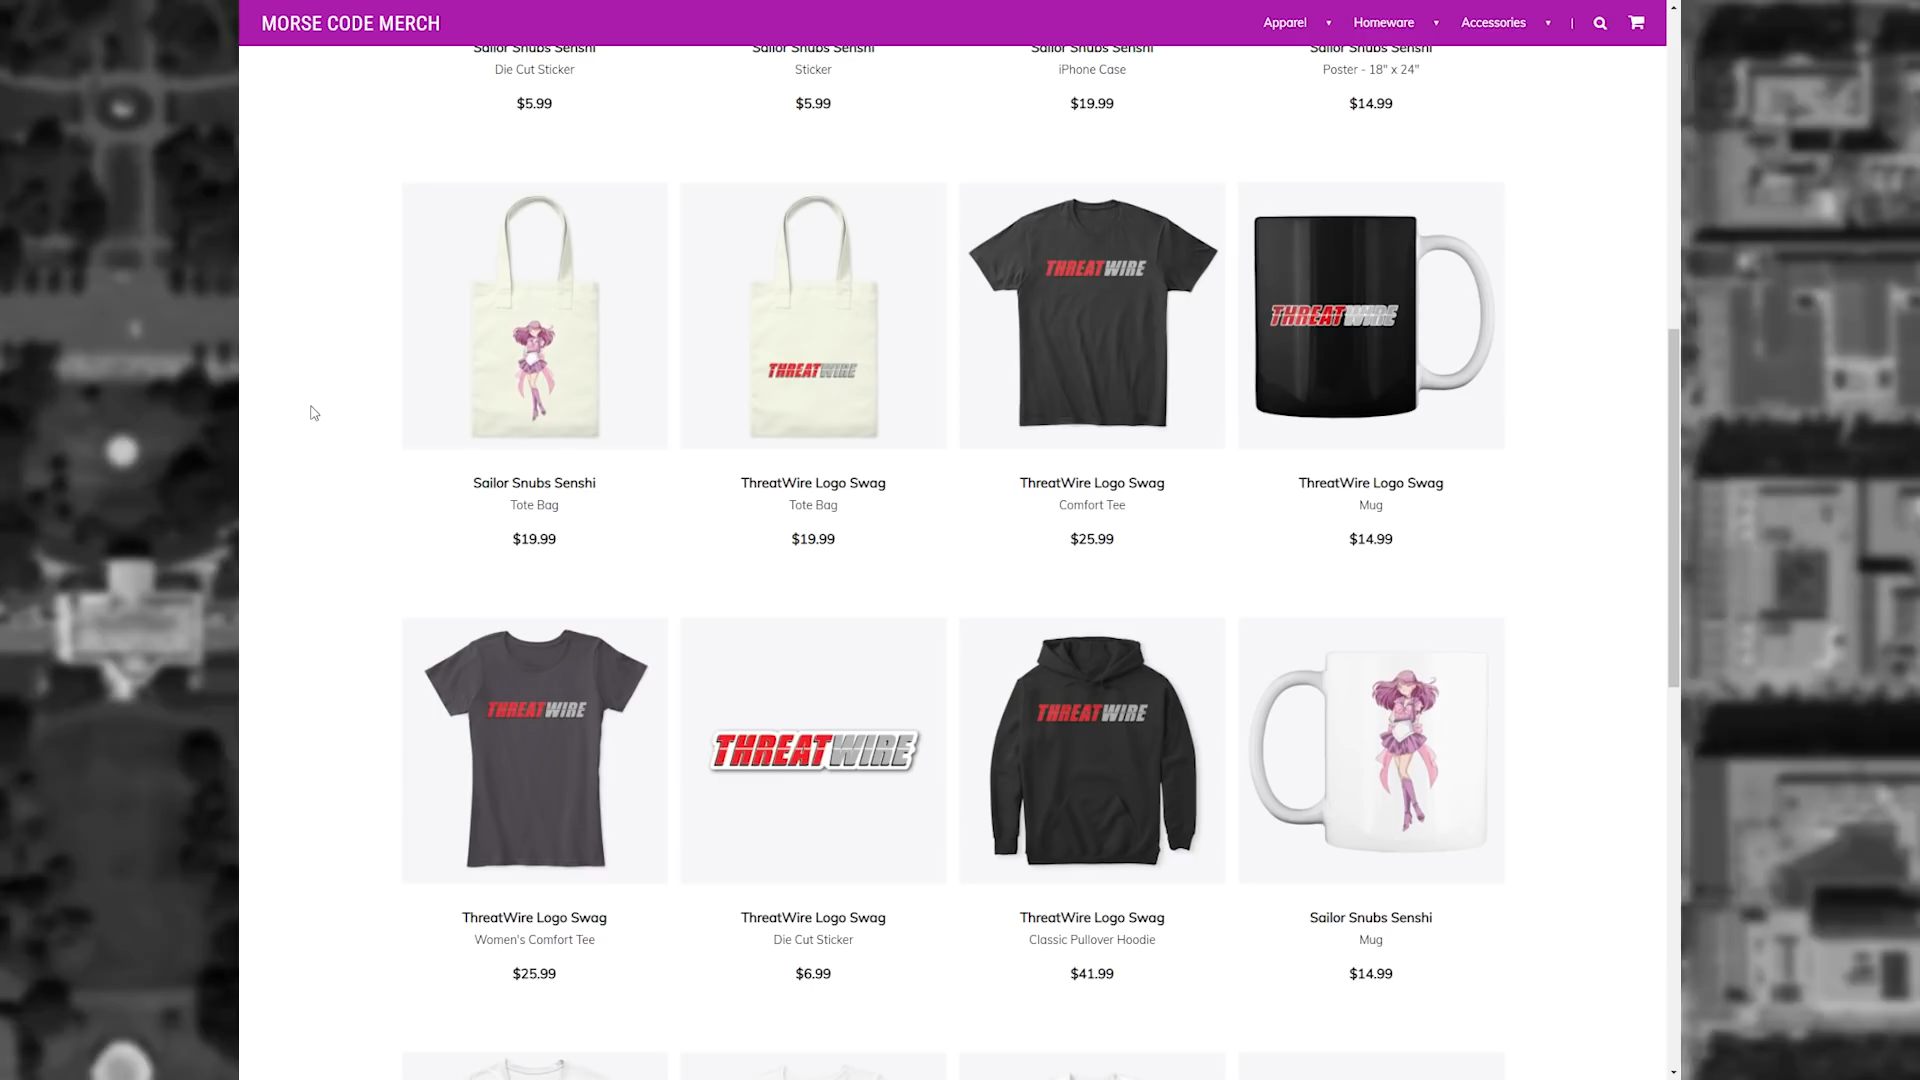 MORSE CODE MERCH
Apparel ▼ Homeware ▼ Accessories ▼ |
Sailor Snubs Senshi
Die Cut Sticker
$5.99
Sailor Snubs Senshi
Sticker
$5.99
Sailor Snubs Senshi
iPhone Case
$19.99
Sailor Snubs Senshi
Poster - 18" x 24"
$14.99
Sailor Snubs Senshi
Tote Bag
$19.99
THREATWIRE
ThreatWire Logo Swag
Tote Bag
$19.99
THREATWIRE
ThreatWire Logo Swag
Comfort Tee
$25.99
THREATWIRE
ThreatWire Logo Swag
Mug
$14.99
THREATWIRE
ThreatWire Logo Swag
Women's Comfort Tee
$25.99
THREATWIRE
ThreatWire Logo Swag
Die Cut Sticker
$6.99
THREATWIRE
ThreatWire Logo Swag
Classic Pullover Hoodie
$41.99
Sailor Snubs Senshi
Mug
$14.99